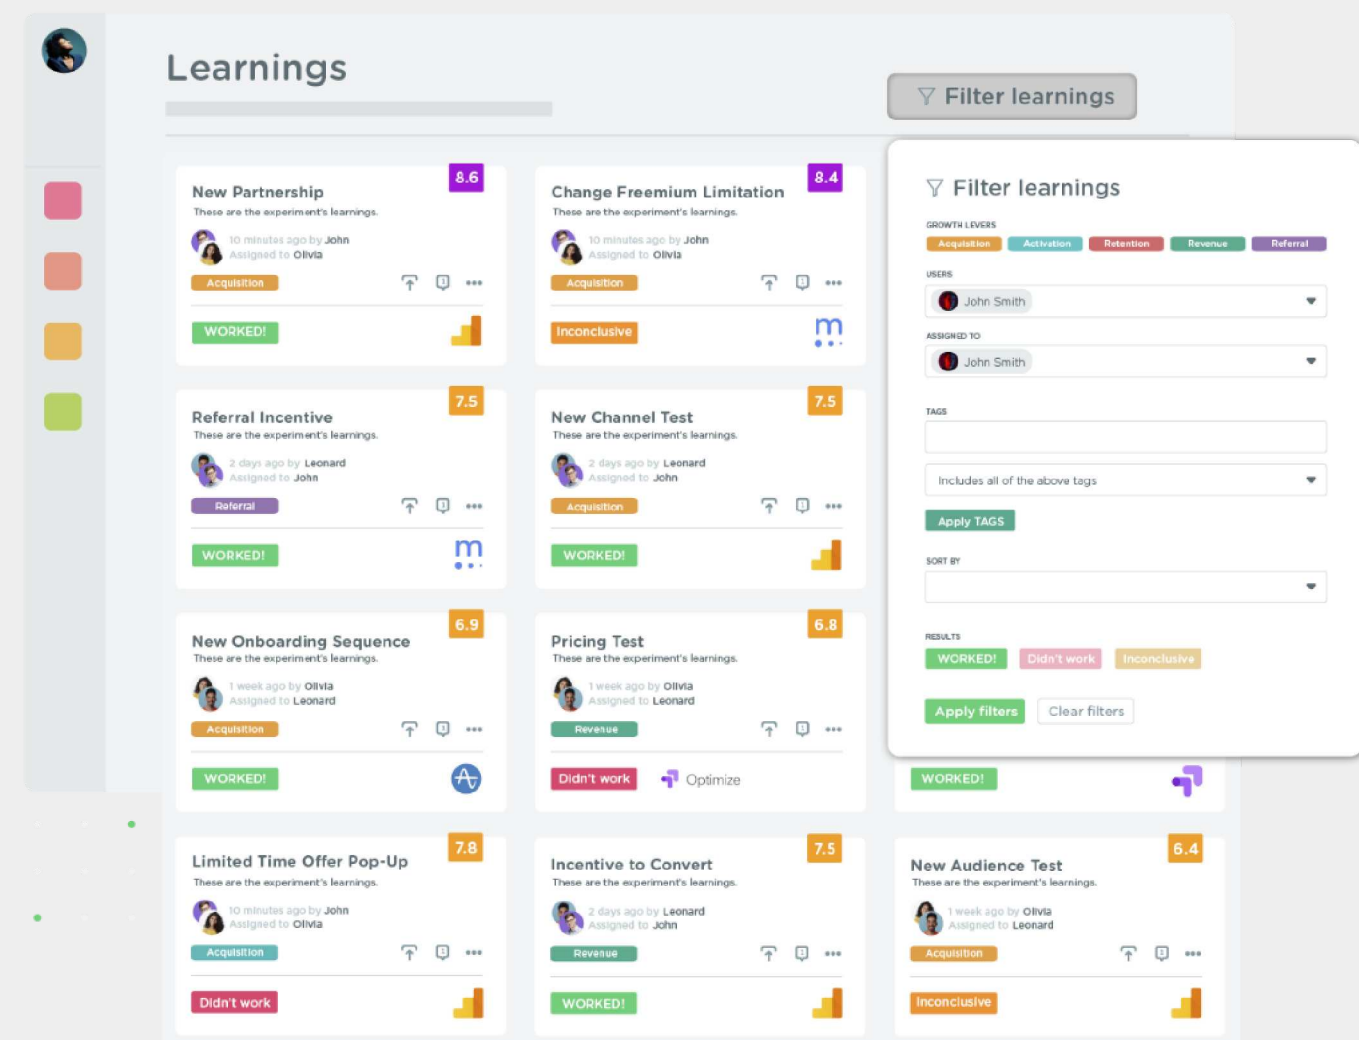 Learnings
Filter learnings
8.6
New Partnership
These are the experiment's learnings.
10 minutes ago by John
Assigned to Olivia
Acquisition
1
WORKED!
8.4
Change Freemium Limitation
These are the experiment's learnings.
10 minutes ago by John
Assigned to Olivia
Acquisition
1
Inconclusive
m
Filter learnings
GROWTH LEVERS
Acquisition Activation Retention Revenue Referral
USERS
John Smith
ASSIGNED TO
John Smith
TAGS
Includes all of the above tags
Apply TAGS
SORT BY
RESULTS
WORKED! Didn't work Inconclusive
Apply filters Clear filters
7.5
Referral Incentive
These are the experiment's learnings.
2 days ago by Leonard
Assigned to John
Referral
1
WORKED!
m
7.5
New Channel Test
These are the experiment's learnings.
2 days ago by Leonard
Assigned to John
Acquisition
1
WORKED!
6.9
New Onboarding Sequence
These are the experiment's learnings.
1 week ago by Olivia
Assigned to Leonard
Acquisition
1
WORKED!
6.8
Pricing Test
These are the experiment's learnings.
1 week ago by Olivia
Assigned to Leonard
Revenue
1
Didn't work Optimize
WORKED!
7.8
Limited Time Offer Pop-Up
These are the experiment's learnings.
10 minutes ago by John
Assigned to Olivia
Acquisition
1
Didn't work
7.5
Incentive to Convert
These are the experiment's learnings.
2 days ago by Leonard
Assigned to John
Revenue
1
WORKED!
6.4
New Audience Test
These are the experiment's learnings.
1 week ago by Olivia
Assigned to Leonard
Acquisition
1
Inconclusive